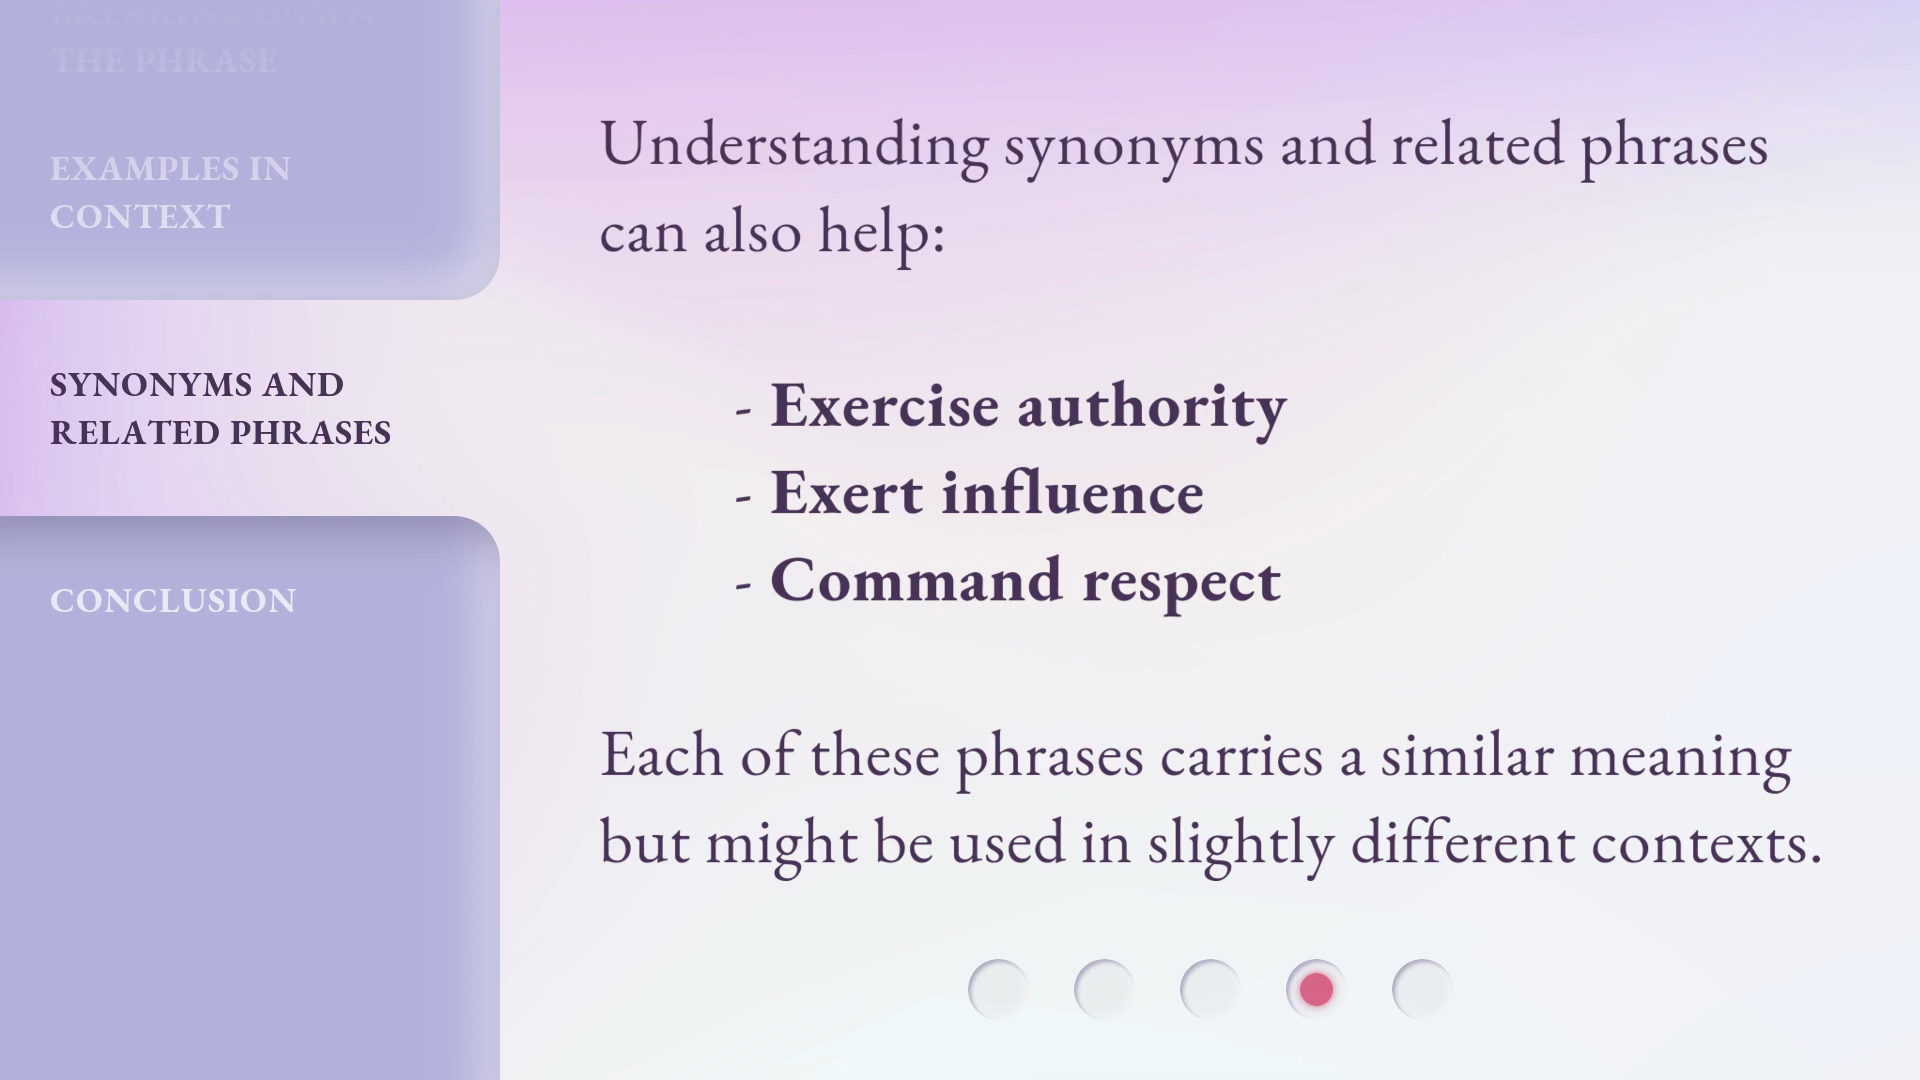 BREAKING DOWN
THE PHRASE
EXAMPLES IN
CONTEXT
SYNONYMS AND
RELATED PHRASES
CONCLUSION
Understanding synonyms and related phrases
can also help:
- Exercise authority
- Exert influence
- Command respect
Each of these phrases carries a similar meaning
but might be used in slightly different contexts.